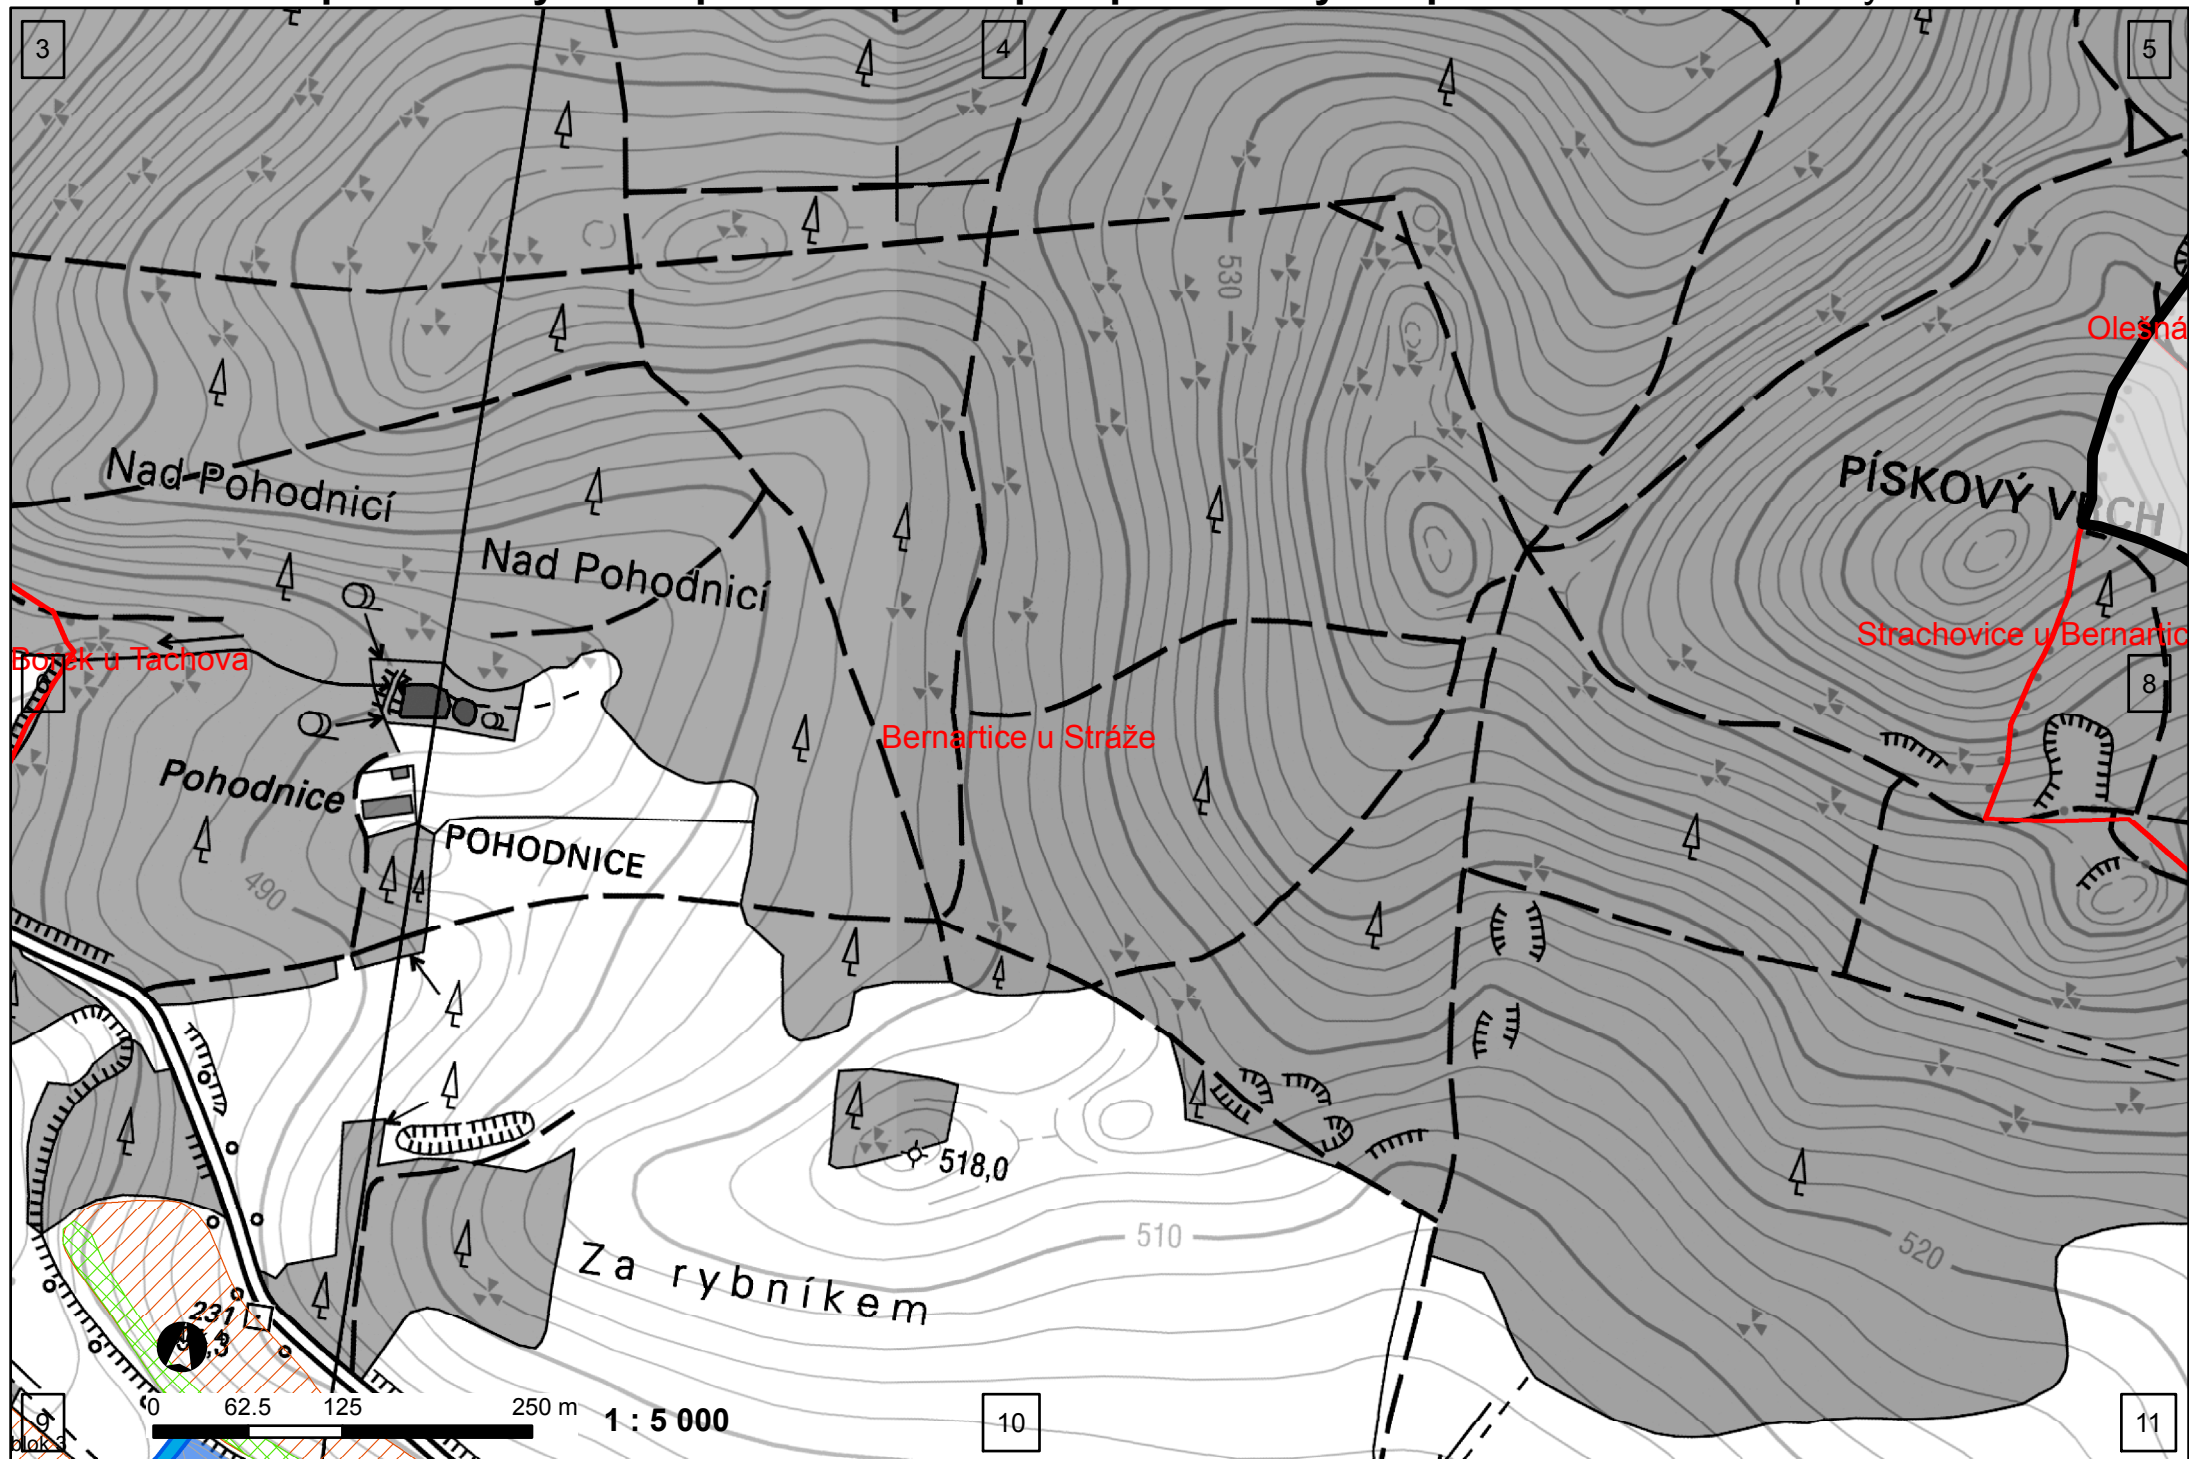 3
4
5
530
Olešná
Nad Pohodnicí
PÍSKOVÝ VRCH
Nad Pohodnicí
Strachovice u Bernartic
Borek u Tachova
8
Bernartice u Stráže
Pohodnice
POHODNICE
490
518,0
510
520
Za rybníkem
231
0 62.5 125 250 m
1 : 5 000
9
10
11
blok 3